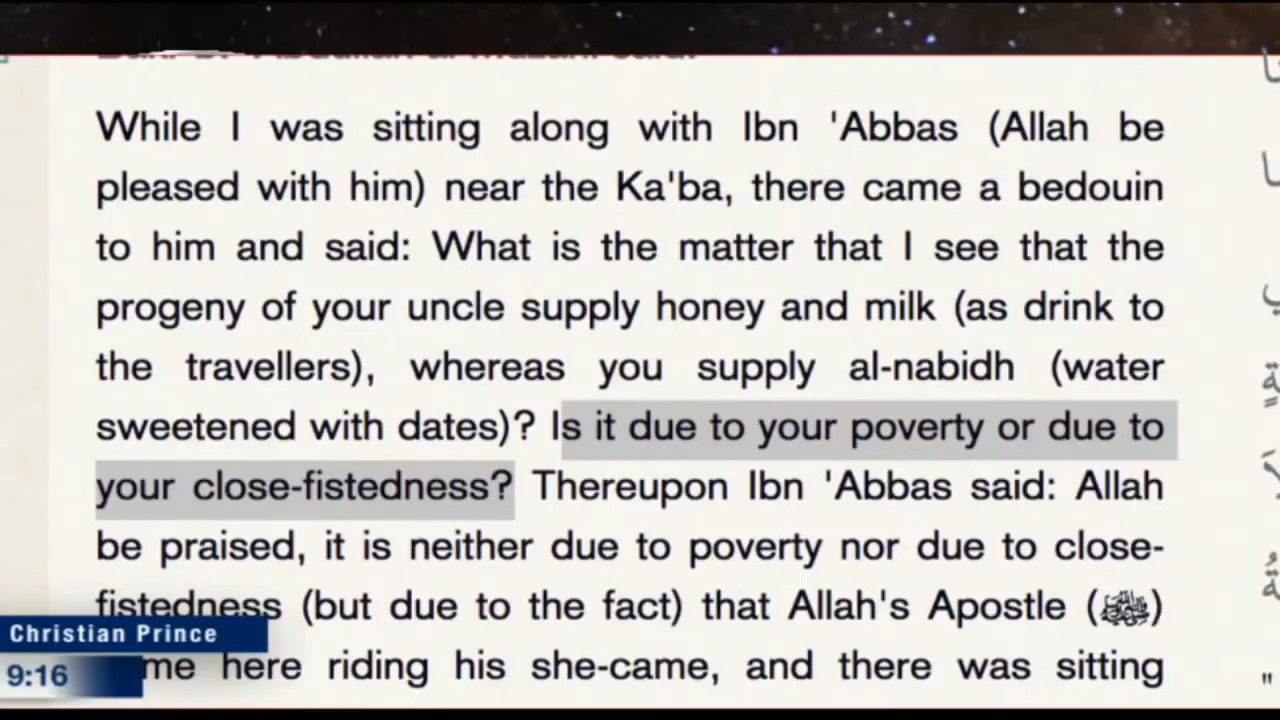 While I was sitting along with Ibn 'Abbas (Allah be
pleased with him) near the Ka'ba, there came a bedouin
to him and said: What is the matter that I see that the
progeny of your uncle supply honey and milk (as drink to
the travellers), whereas you supply al-nabidh (water
sweetened with dates)? Is it due to your poverty or due to
your close-fistedness? Thereupon Ibn 'Abbas said: Allah
be praised, it is neither due to poverty nor due to close-
fistedness (but due to the fact) that Allah's Apostle (ﷺ)
me here riding his she-came, and there was sitting
Christian Prince
9:16